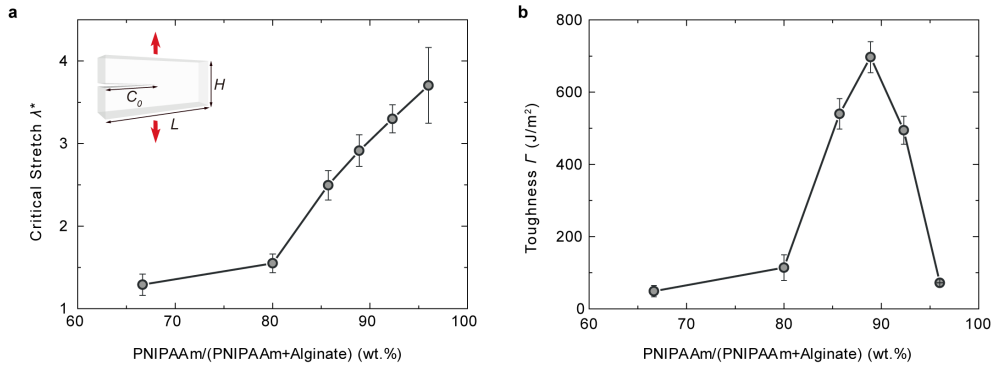 a
4
3
2
1
60
70
80
90
100
Critical Stretch λ*
PNIPAAm/(PNIPAAm+Alginate) (wt.%)
C0
H
L
b
800
600
400
200
0
60
70
80
90
100
Toughness Γ (J/m²)
PNIPAAm/(PNIPAAm+Alginate) (wt.%)